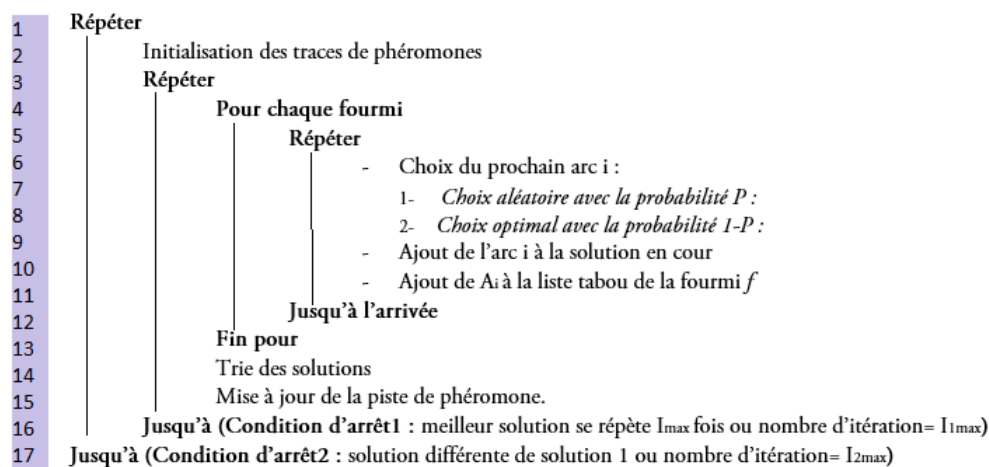 1 Répéter
2 Initialisation des traces de phéromones
3 Répéter
4 Pour chaque fourmi
5 Répéter
6 - Choix du prochain arc i :
7 1- Choix aléatoire avec la probabilité P :
8 2- Choix optimal avec la probabilité 1-P :
9 - Ajout de l'arc i à la solution en cour
10 - Ajout de Ai à la liste tabou de la fourmi f
11 Jusqu'à l'arrivée
12 Fin pour
13 Trie des solutions
14 Mise à jour de la piste de phéromone.
15
16 Jusqu'à (Condition d'arrêt1 : meilleur solution se répète Imax fois ou nombre d'itération= I1max)
17 Jusqu'à (Condition d'arrêt2 : solution différente de solution 1 ou nombre d'itération= I2max)